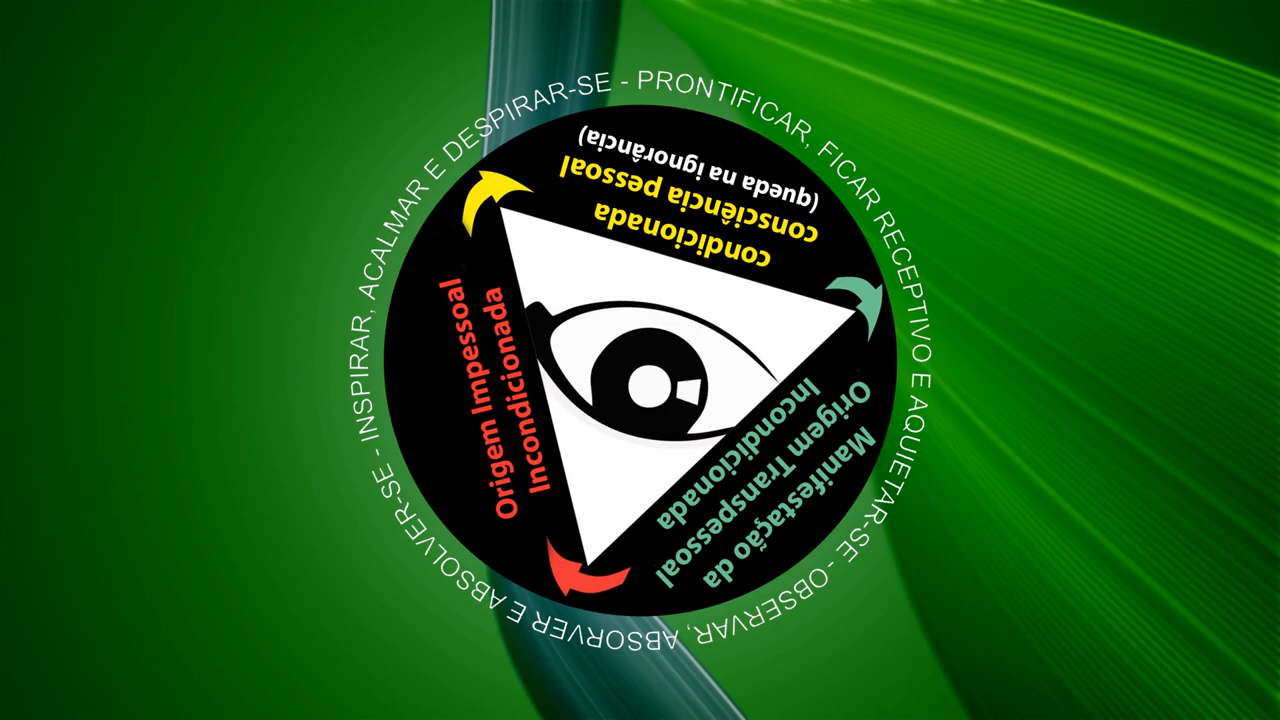 INSPIRAR, ACALMAR E DESPIRAR-SE - PRONTIFICAR, FICAR RECEPTIVO E AQUIETAR-SE - OBSERVAR, ABSORVER E ABSOLVER-SE -
condicionada
consciência pessoal
(queda na ignorância)
Manifestação da
Origem Transpessoal
Incondicionada
Origem Impessoal
Incondicionada